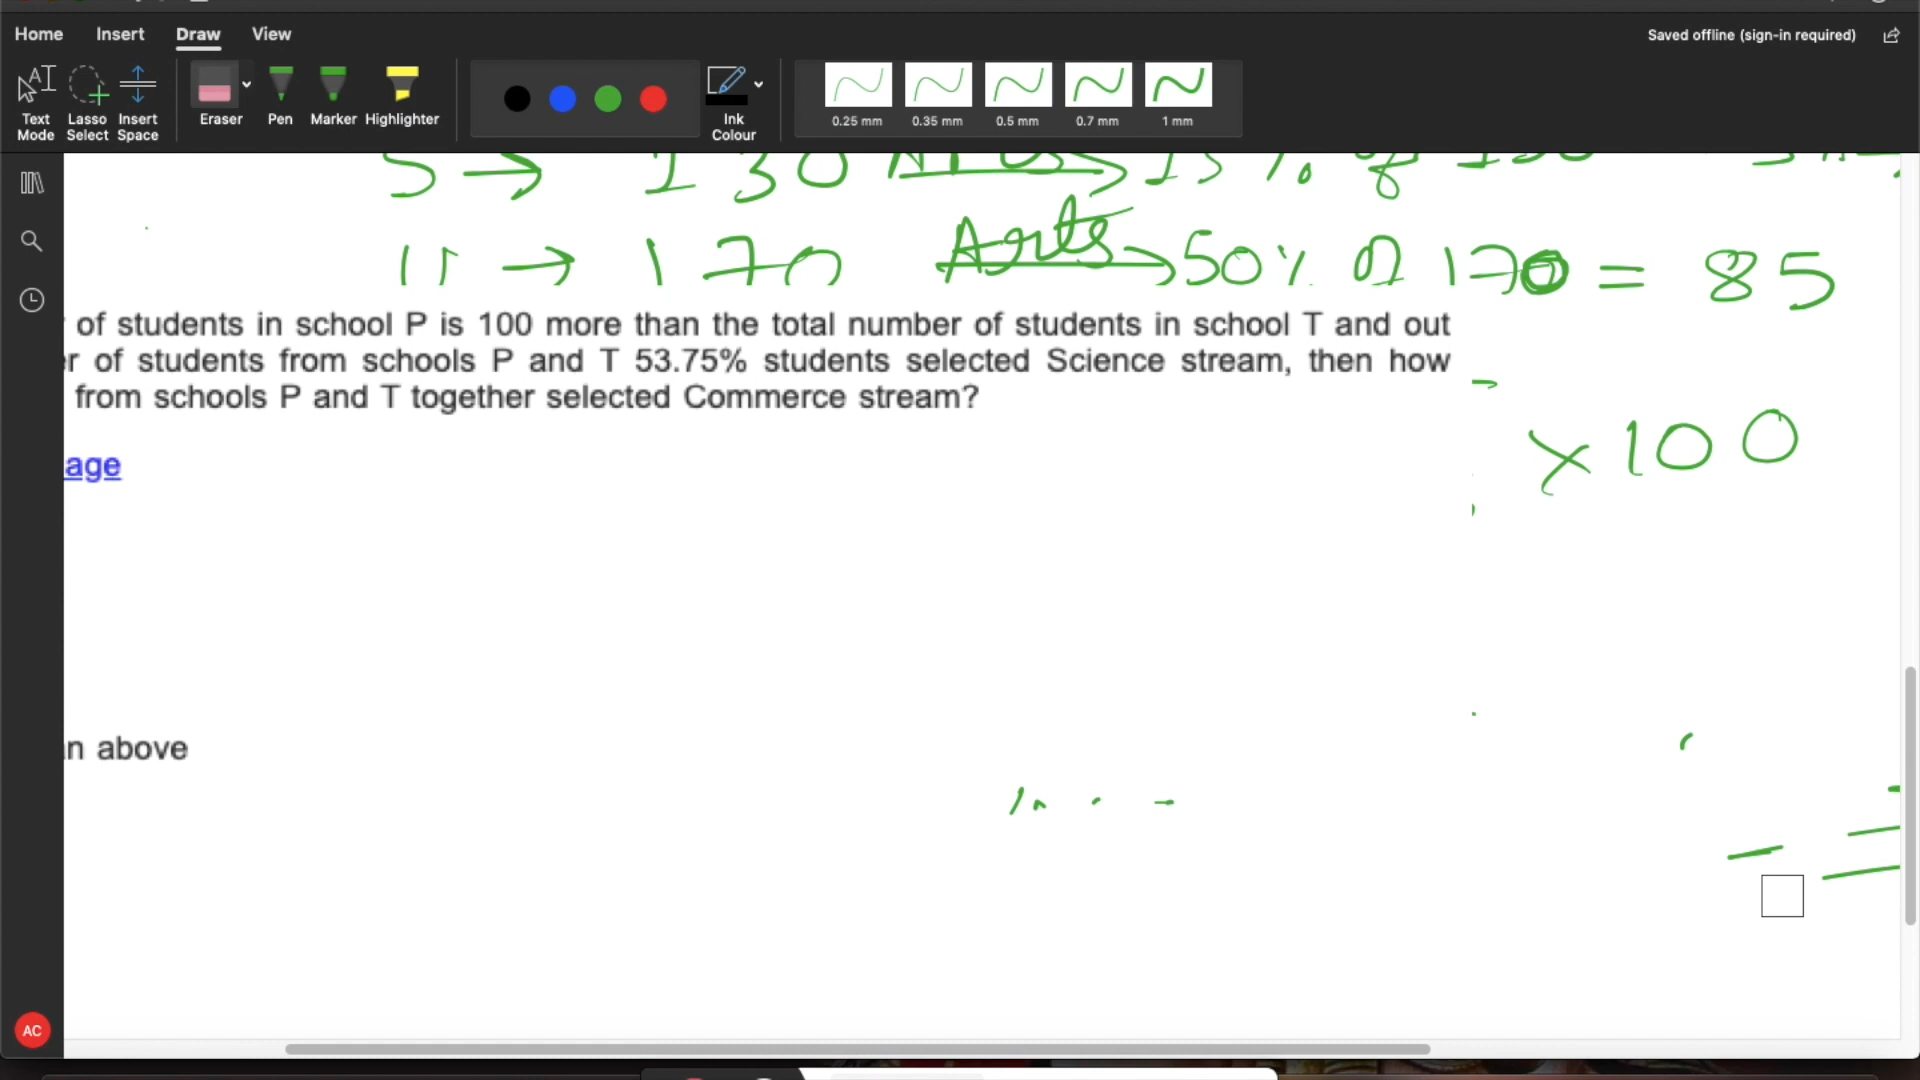 Home Insert Draw View Saved offline (sign-in required)
Text Mode Lasso Select Insert Space Eraser Pen Marker Highlighter Ink Colour 0.25 mm 0.35 mm 0.5 mm 0.7 mm 1 mm
S → 130 Arts 15% of
→ 170 Arts 50% of 170 = 85
of students in school P is 100 more than the total number of students in school T and out
r of students from schools P and T 53.75% students selected Science stream, then how
from schools P and T together selected Commerce stream?
×100
age
n above
AC